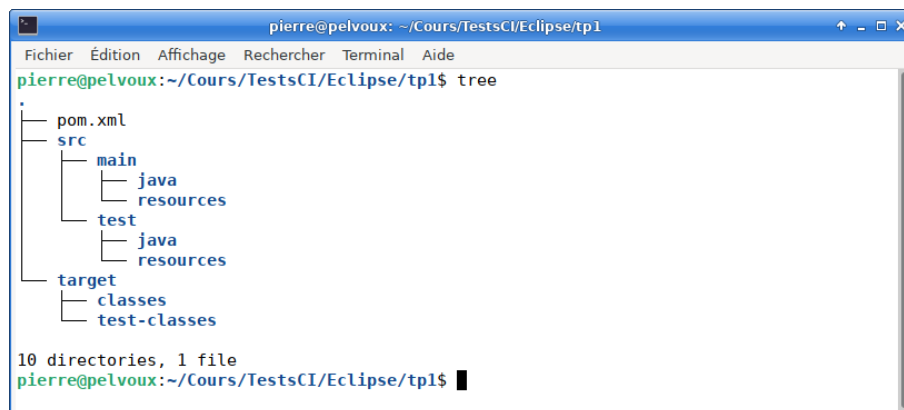 pierre@pelvoux: ~/Cours/TestsCI/Eclipse/tp1
Fichier Édition Affichage Rechercher Terminal Aide
pierre@pelvoux:~/Cours/TestsCI/Eclipse/tp1$ tree
.
├── pom.xml
├── src
│   ├── main
│   │   ├── java
│   │   └── resources
│   └── test
│       ├── java
│       └── resources
└── target
    ├── classes
    └── test-classes
10 directories, 1 file
pierre@pelvoux:~/Cours/TestsCI/Eclipse/tp1$